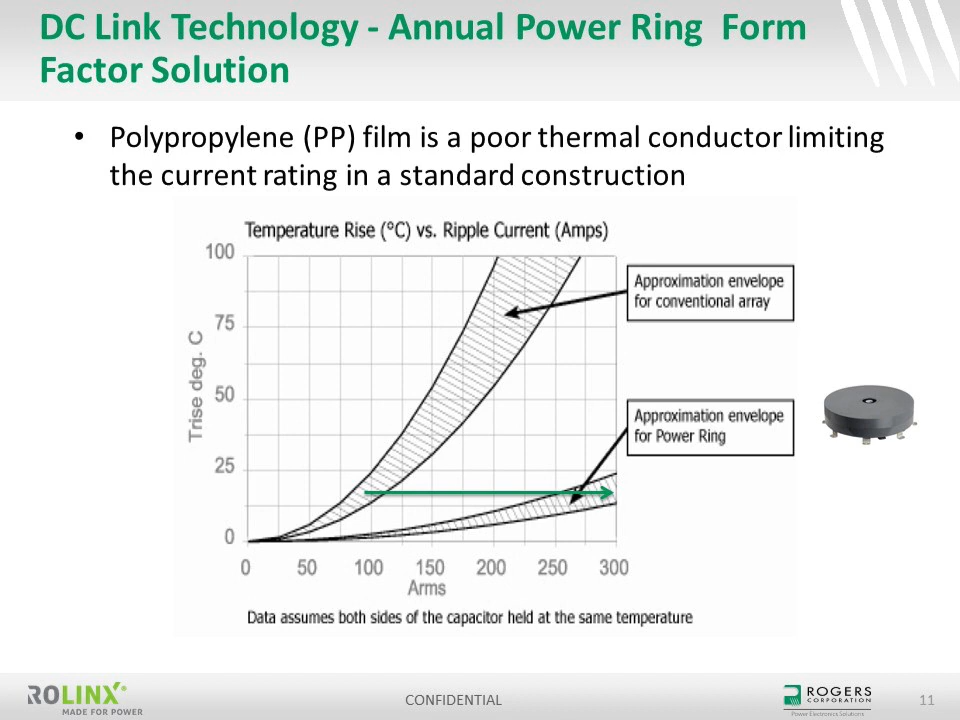 DC Link Technology - Annual Power Ring Form
Factor Solution
• Polypropylene (PP) film is a poor thermal conductor limiting
the current rating in a standard construction
Temperature Rise (°C) vs. Ripple Current (Amps)
100
75
50
25
0
Trise deg. C
Approximation envelope
for conventional array
Approximation envelope
for Power Ring
0 50 100 150 200 250 300
Arms
Data assumes both sides of the capacitor held at the same temperature
ROLINX®
MADE FOR POWER
CONFIDENTIAL
ROGERS
CORPORATION
Power Electronics Solutions
11